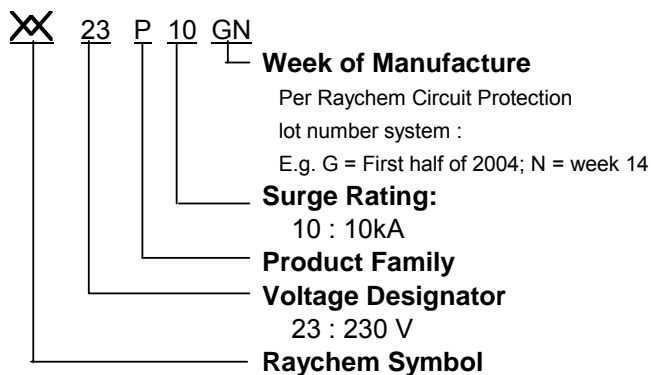 23 P 10 GN
Week of Manufacture
Per Raychem Circuit Protection
lot number system :
E.g. G = First half of 2004; N = week 14
Surge Rating:
10 : 10kA
Product Family
Voltage Designator
23 : 230 V
Raychem Symbol